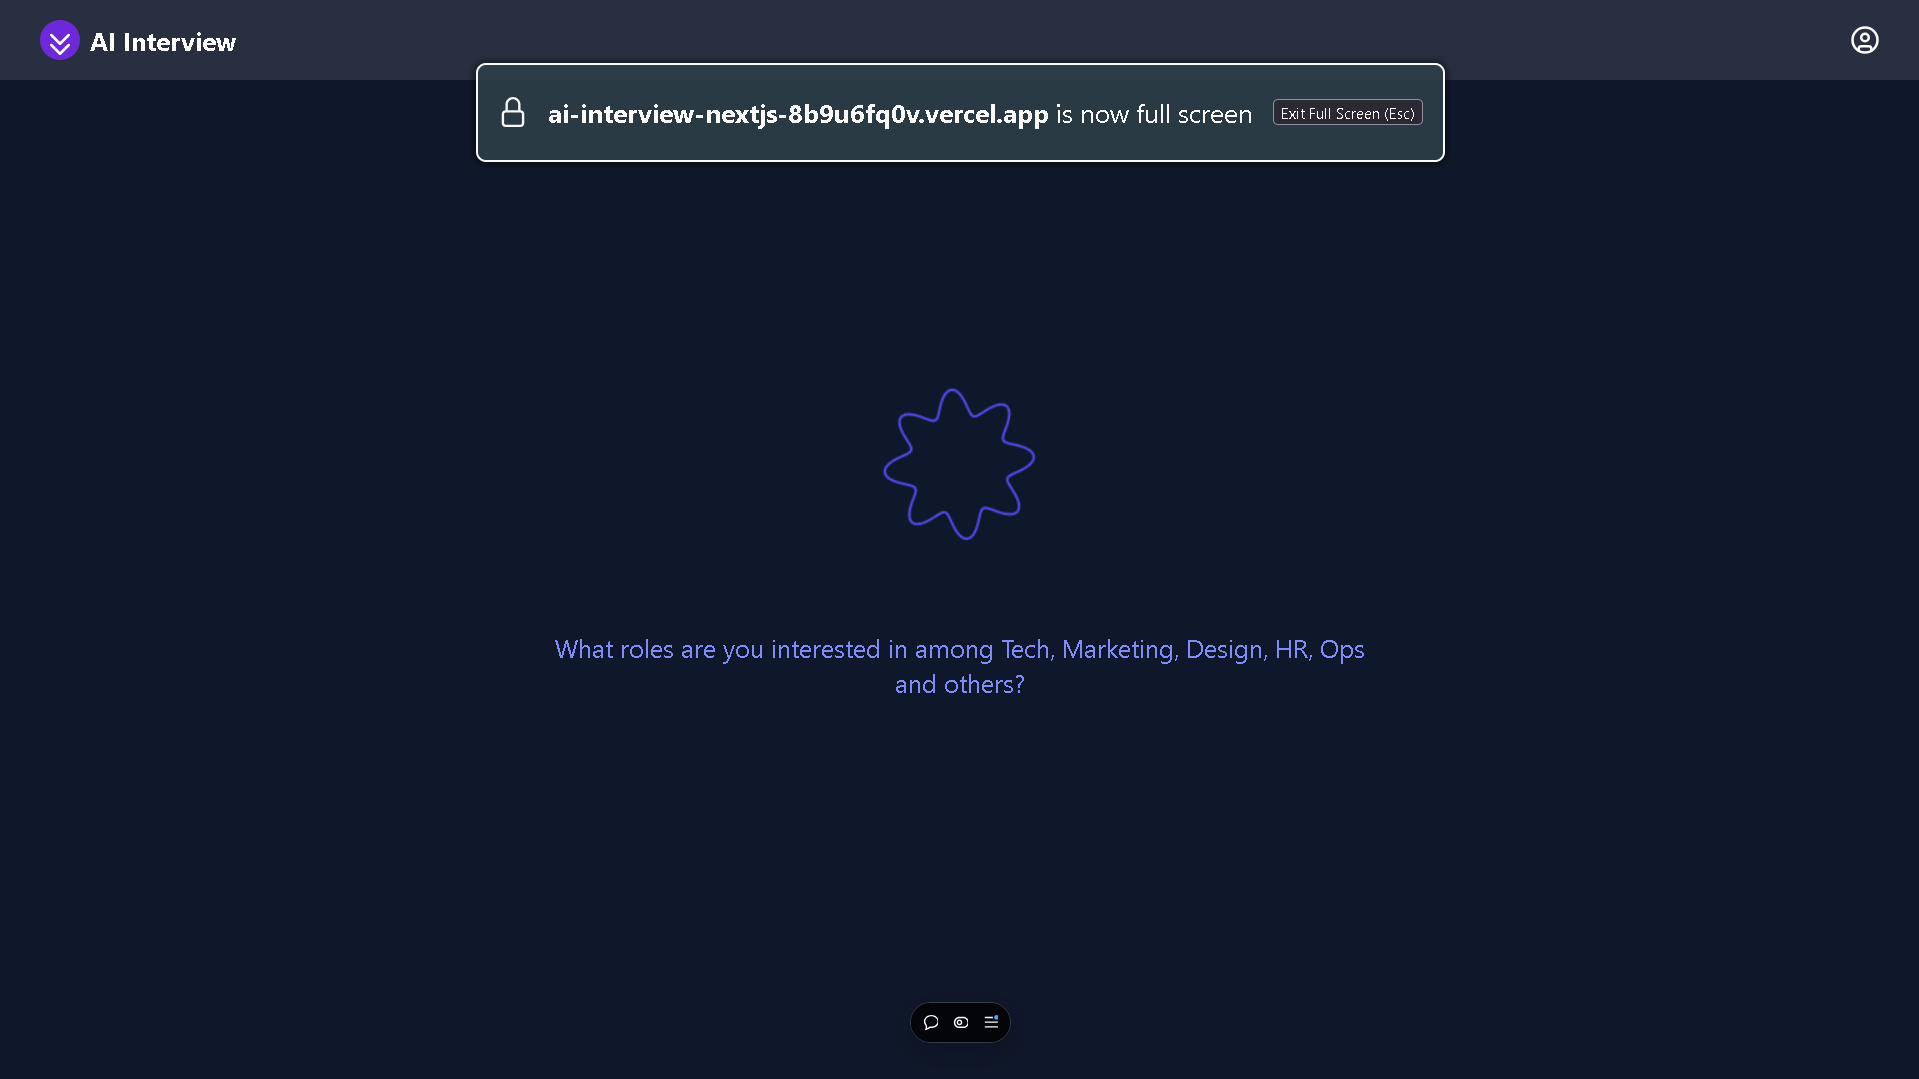 AI Interview
ai-interview-nextjs-8b9u6fq0v.vercel.app is now full screen
Exit Full Screen (Esc)
What roles are you interested in among Tech, Marketing, Design, HR, Ops
and others?